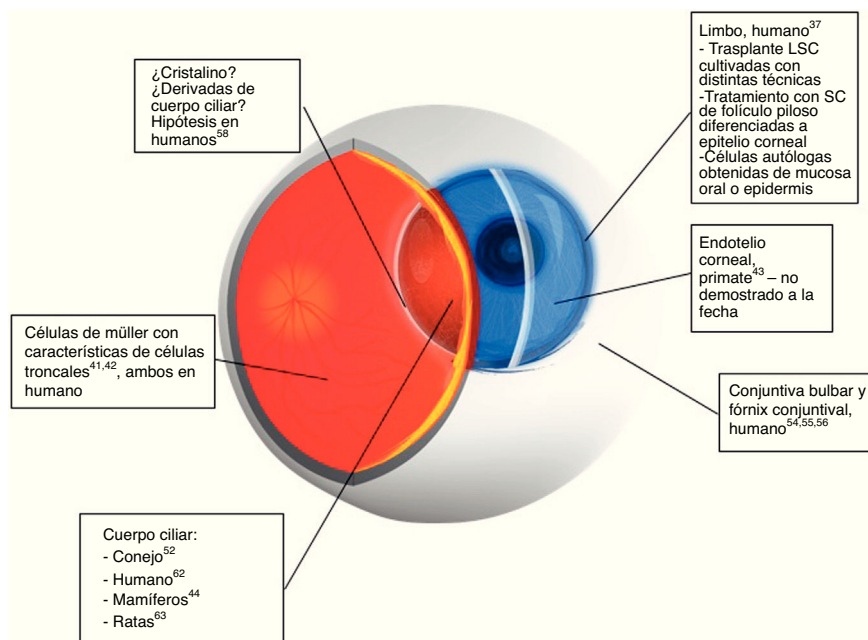 ¿Cristalino?
¿Derivadas de
cuerpo ciliar?
Hipótesis en
humanos58
Limbo, humano37
- Trasplante LSC
cultivadas con
distintas técnicas
-Tratamiento con SC
de folículo piloso
diferenciadas a
epitelio corneal
-Células autólogas
obtenidas de mucosa
oral o epidermis
Endotelio
corneal,
primate43 – no
demostrado a la
fecha
Células de müller con
características de células
troncales41,42, ambos en
humano
Conjuntiva bulbar y
fórnix conjuntival,
humano54,55,56
Cuerpo ciliar:
- Conejo52
- Humano62
- Mamíferos44
- Ratas63